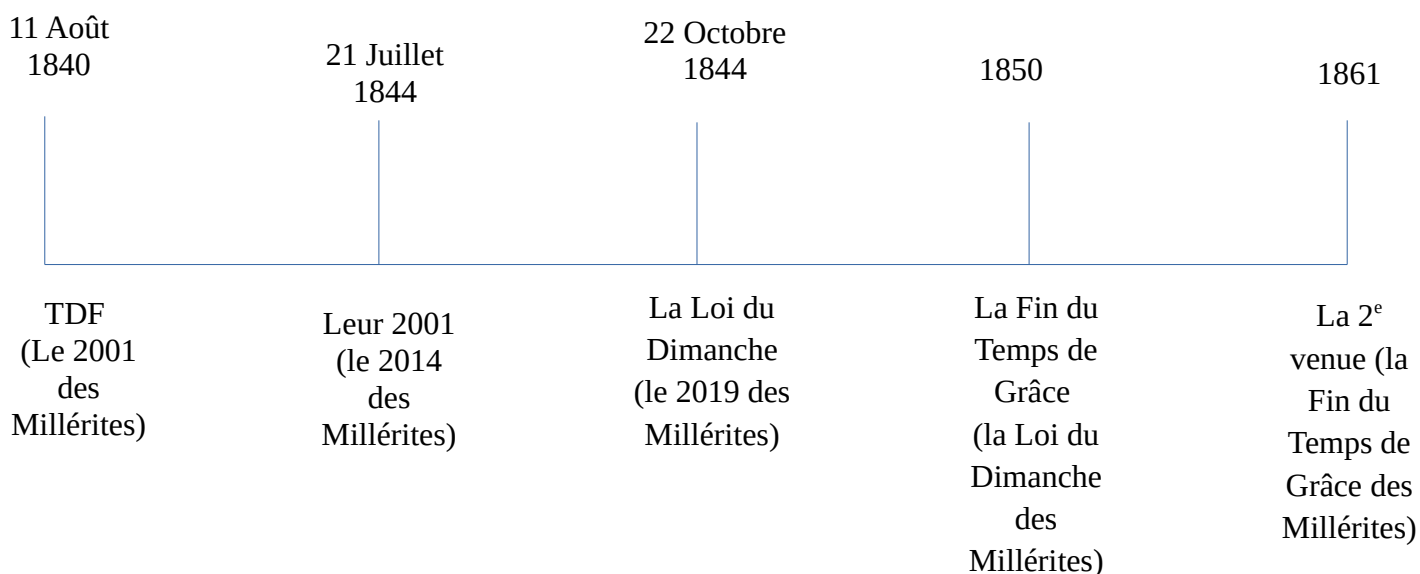 11 Août
1840
21 Juillet
1844
22 Octobre
1844
1850
1861
TDF
(Le 2001
des
Millérites)
Leur 2001
(le 2014
des
Millérites)
La Loi du
Dimanche
(le 2019 des
Millérites)
La Fin du
Temps de
Grâce
(la Loi du
Dimanche
des
Millérites)
La 2e
venue (la
Fin du
Temps de
Grâce des
Millérites)